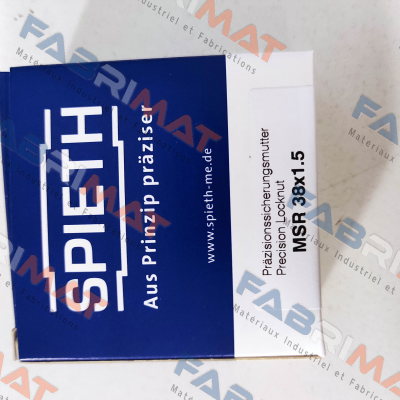 SPIETH
Aus Prinzip präziser
www.spieth-me.de
Präzisionssicherungsmutter
Precision Locknut
MSR 38x1.5
FABRIMAT
Matériaux Industriel et Fabrications